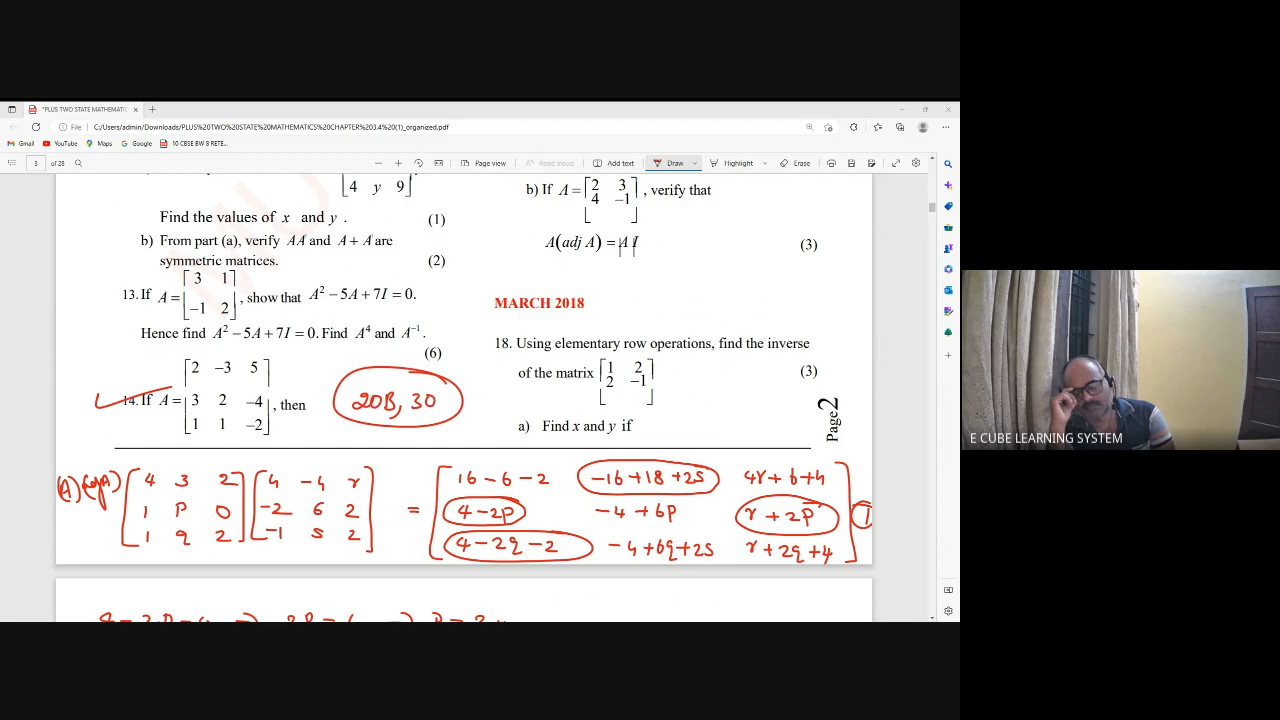 *PLUS TWO STATE MATHEMATIC
File C:/Users/admin/Downloads/PLUS%20TWO%20STATE%20MATHEMATICS%20CHAPTER%203.4%20(1)_organized.pdf
Gmail YouTube Maps Google 10 CBSE BW 8 RETE...
3 of 28 Page view Read aloud Add text Draw Highlight Erase
4 y 9
Find the values of x and y . (1)
b) From part (a), verify AA and A + A are
symmetric matrices. (2)
13. If A = [3 1
−1 2], show that A² − 5A + 7I = 0.
Hence find A² − 5A + 7I = 0. Find A⁴ and A⁻¹.
(6)
14. If A = [2 −3 5
3 2 −4
1 1 −2], then
20B, 30
b) If A = [2 3
4 −1], verify that
A(adj A) = |A|I (3)
MARCH 2018
18. Using elementary row operations, find the inverse
of the matrix [1 2
2 −1] (3)
a) Find x and y if
Page2
(A)(adjA) [4 3 2
1 p 0
1 q 2] [4 −4 r
−2 6 2
−1 s 2] = [16−6−2 −16+18+2s 4r+6+4
4−2p −4+6p r+2p
4−2q−2 −4+6q+2s r+2q+4]
E CUBE LEARNING SYSTEM